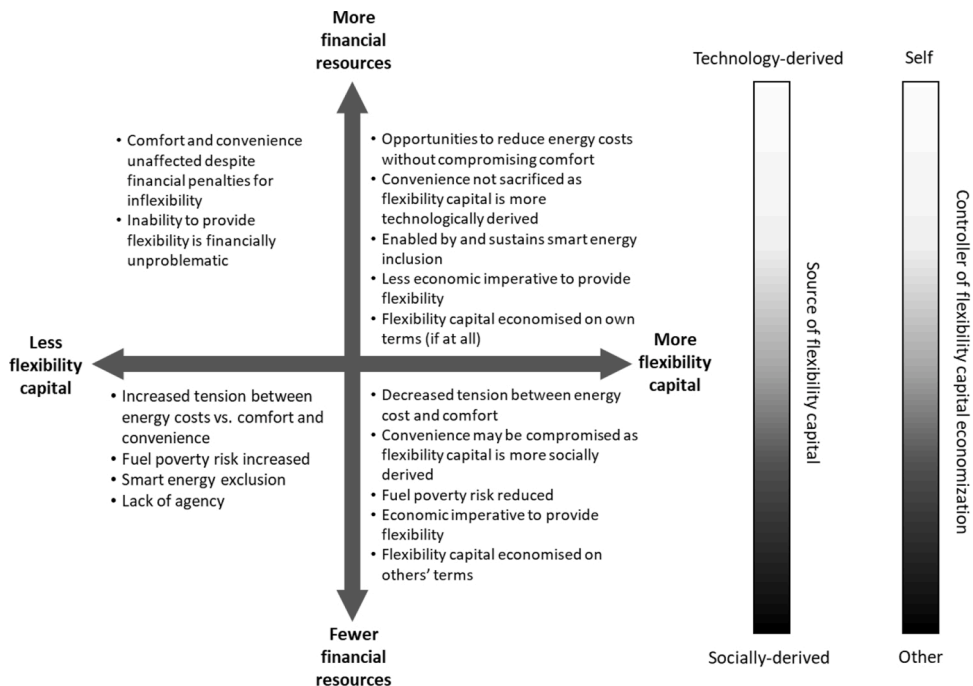 More
financial
resources
• Comfort and convenience
unaffected despite
financial penalties for
inflexibility
• Inability to provide
flexibility is financially
unproblematic
• Opportunities to reduce energy costs
without compromising comfort
• Convenience not sacrificed as
flexibility capital is more
technologically derived
• Enabled by and sustains smart energy
inclusion
• Less economic imperative to provide
flexibility
• Flexibility capital economised on own
terms (if at all)
Less
flexibility
capital
More
flexibility
capital
• Increased tension between
energy costs vs. comfort and
convenience
• Fuel poverty risk increased
• Smart energy exclusion
• Lack of agency
• Decreased tension between energy
cost and comfort
• Convenience may be compromised as
flexibility capital is more socially
derived
• Fuel poverty risk reduced
• Economic imperative to provide
flexibility
• Flexibility capital economised on
others’ terms
Fewer
financial
resources
Technology-derived
Source of flexibility capital
Socially-derived
Self
Controller of flexibility capital economization
Other